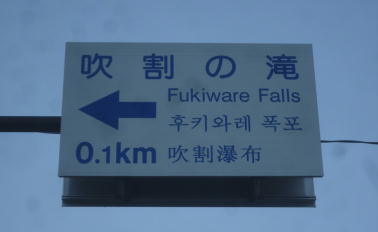 吹割の滝
Fukiware Falls
후키와레 폭포
0.1km 吹割瀑布